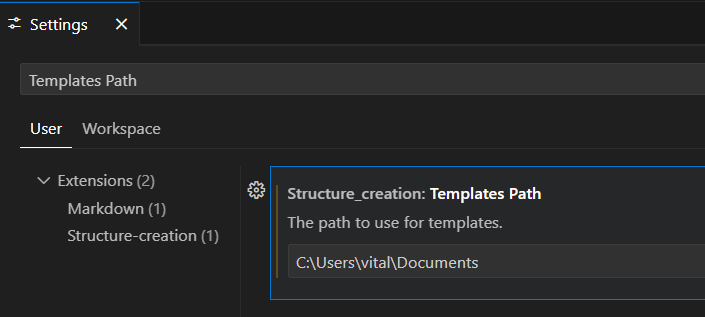 Settings
Templates Path
User Workspace
Extensions (2)
Markdown (1)
Structure-creation (1)
Structure_creation: Templates Path
The path to use for templates.
C:\Users\vital\Documents